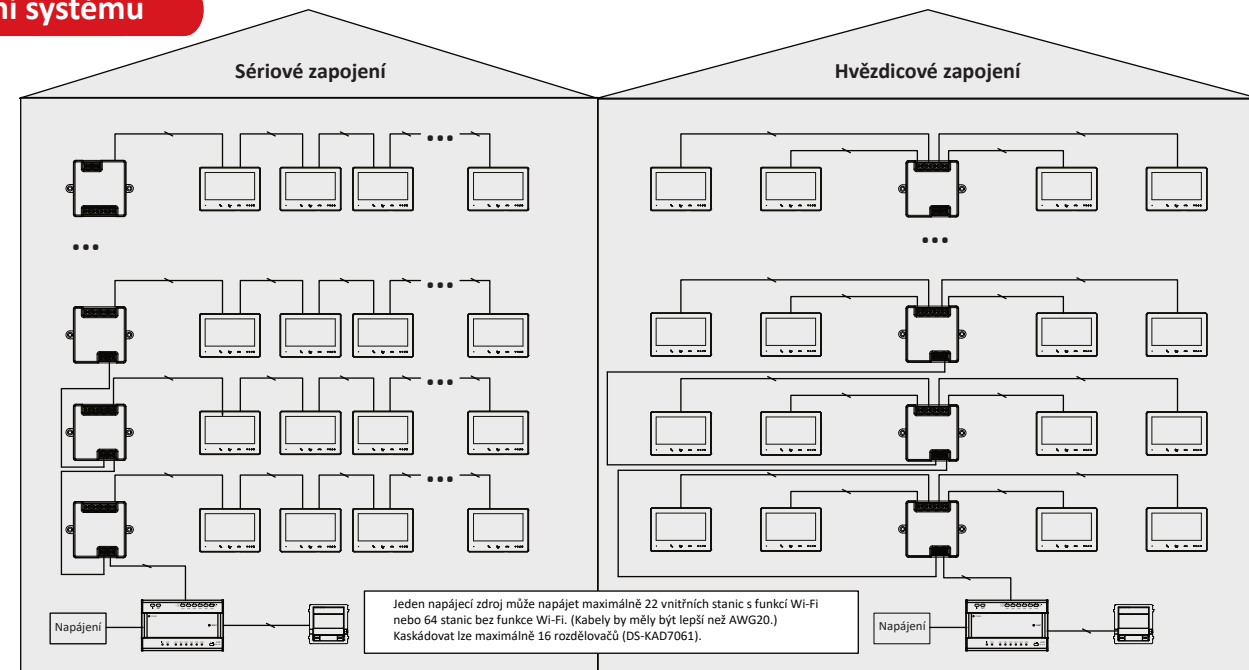 ní systému
Sériové zapojení
Hvězdicové zapojení
Napájení
Jeden napájecí zdroj může napájet maximálně 22 vnitřních stanic s funkcí Wi-Fi
nebo 64 stanic bez funkce Wi-Fi. (Kabely by měly být lepší než AWG20.)
Kaskádovat lze maximálně 16 rozdělovačů (DS-KAD7061).
Napájení